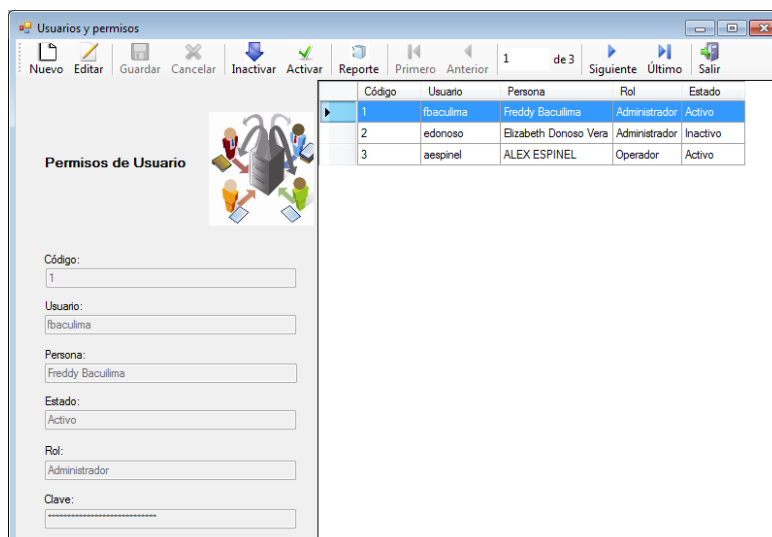 Usuarios y permisos
Nuevo Editar Guardar Cancelar Inactivar Activar Reporte Primero Anterior 1 de 3 Siguiente Último Salir
Código Usuario Persona Rol Estado
1 fbaculima Freddy Bacuilima Administrador Activo
2 edonoso Elizabeth Donoso Vera Administrador Inactivo
3 aespinel ALEX ESPINEL Operador Activo
Permisos de Usuario
Código:
1
Usuario:
fbaculima
Persona:
Freddy Bacuilima
Estado:
Activo
Rol:
Administrador
Clave: